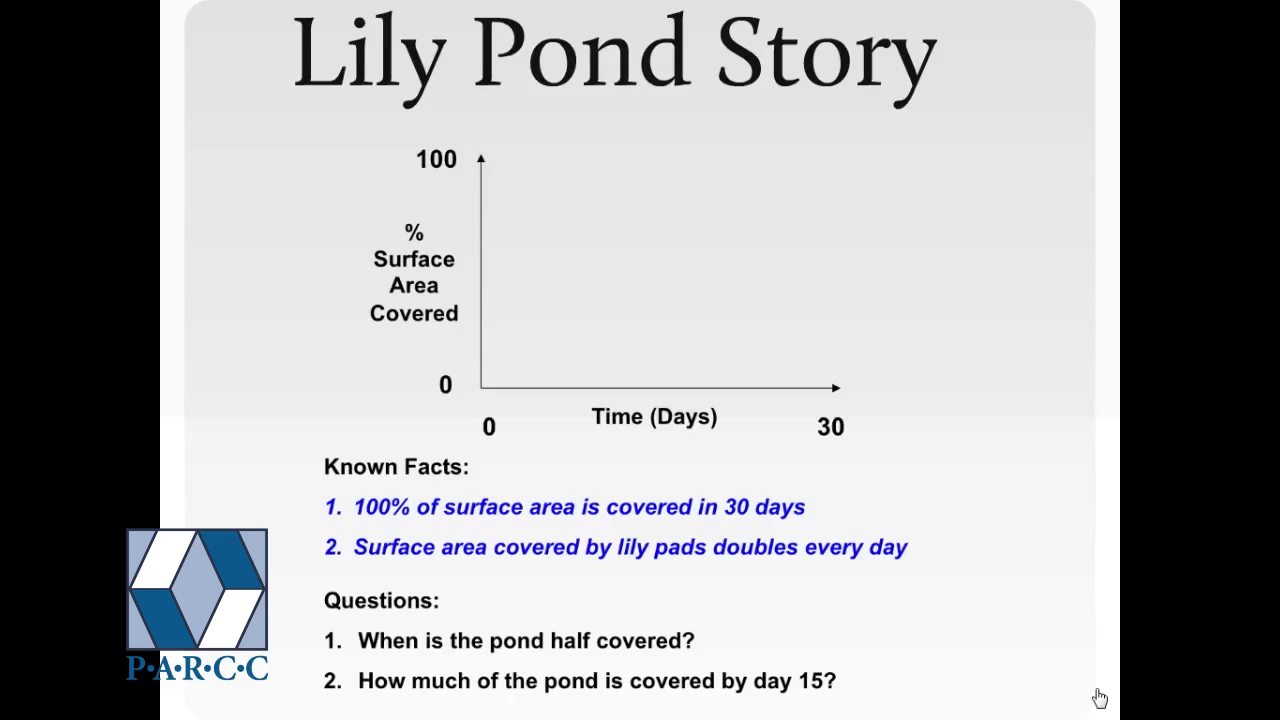 Lily Pond Story
100
%
Surface
Area
Covered
0
0
Time (Days)
30
Known Facts:
1. 100% of surface area is covered in 30 days
2. Surface area covered by lily pads doubles every day
Questions:
1. When is the pond half covered?
2. How much of the pond is covered by day 15?
P·A·R·C·C